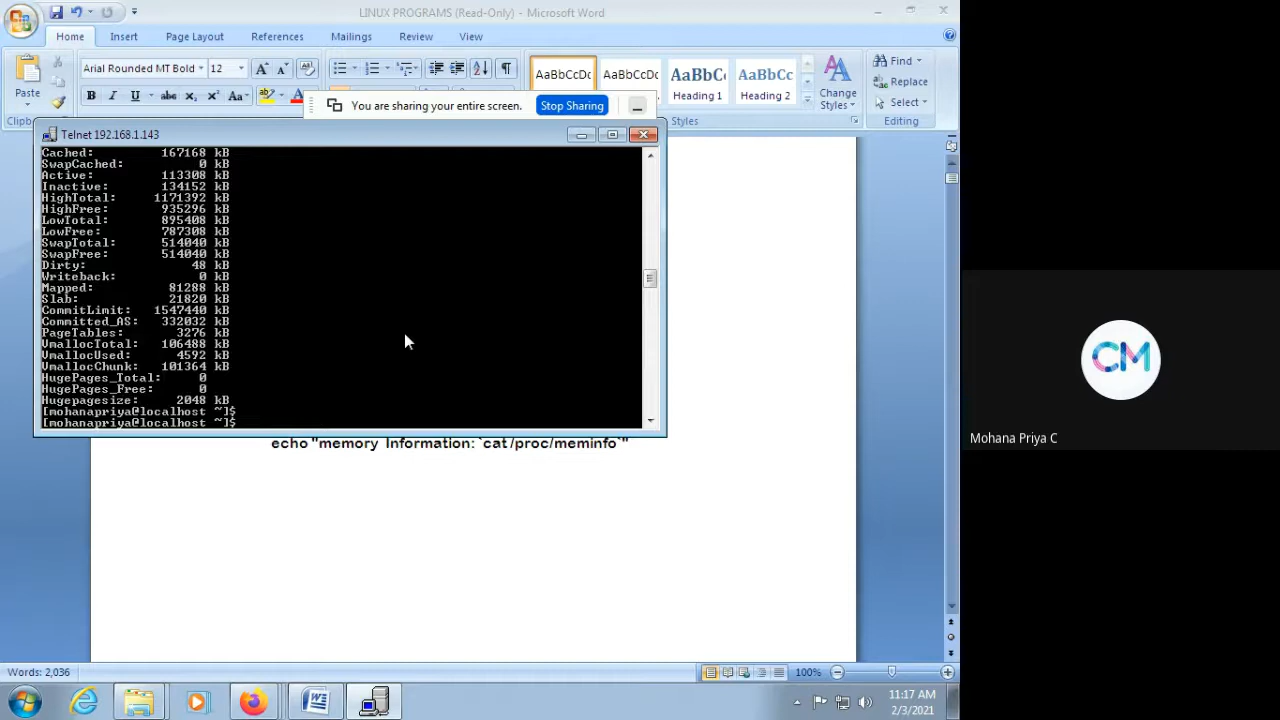 LINUX PROGRAMS (Read-Only) - Microsoft Word
Home Insert Page Layout References Mailings Review View
Paste
Arial Rounded MT Bold 12
B I U abc X₂ X² Aa
AaBbCcDc AaBbCcDc AaBbC AaBbCc
Heading 1 Heading 2
Change
Styles
Find
Replace
Select
Clipb Styles Editing
You are sharing your entire screen. Stop Sharing
Telnet 192.168.1.143
Cached: 167168 kB
SwapCached: 0 kB
Active: 113308 kB
Inactive: 134152 kB
HighTotal: 1171392 kB
HighFree: 935296 kB
LowTotal: 895408 kB
LowFree: 787308 kB
SwapTotal: 514040 kB
SwapFree: 514040 kB
Dirty: 48 kB
Writeback: 0 kB
Mapped: 81288 kB
Slab: 21820 kB
CommitLimit: 1547440 kB
Committed_AS: 332032 kB
PageTables: 3276 kB
VmallocTotal: 106488 kB
VmallocUsed: 4592 kB
VmallocChunk: 101364 kB
HugePages_Total: 0
HugePages_Free: 0
Hugepagesize: 2048 kB
[mohanapriya@localhost ~]$
[mohanapriya@localhost ~]$
echo "memory Information: `cat /proc/meminfo`"
CM
Mohana Priya C
Words: 2,036
100%
11:17 AM
2/3/2021